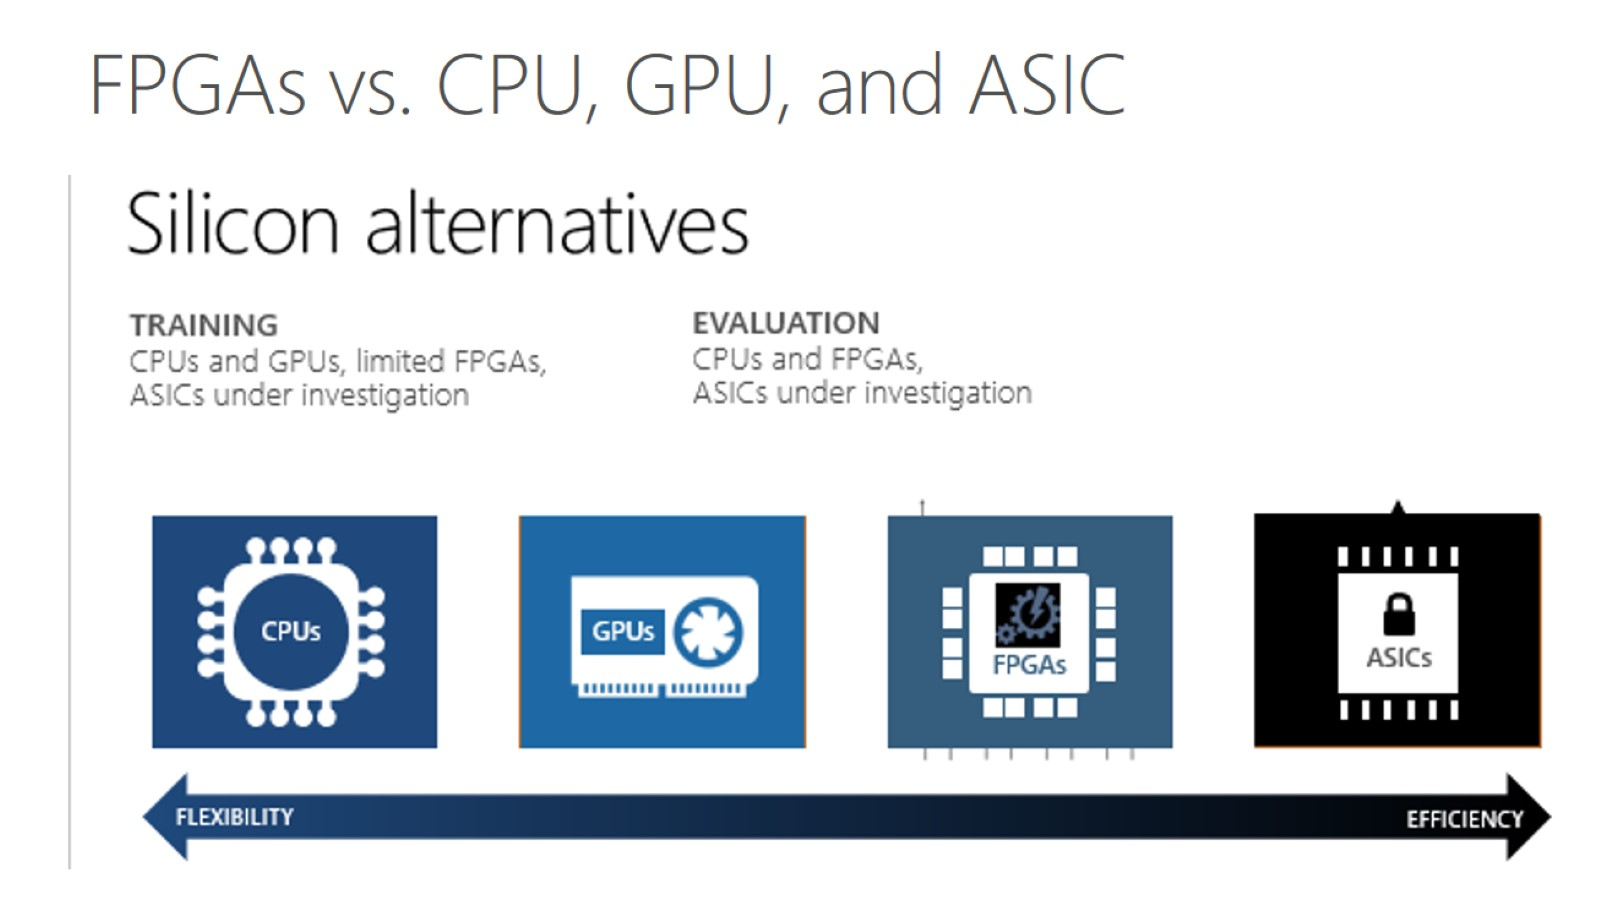 FPGAs vs. CPU, GPU, and ASIC
Silicon alternatives
TRAINING
CPUs and GPUs, limited FPGAs,
ASICs under investigation
EVALUATION
CPUs and FPGAs,
ASICs under investigation
CPUs
GPUs
FPGAs
ASICs
FLEXIBILITY
EFFICIENCY